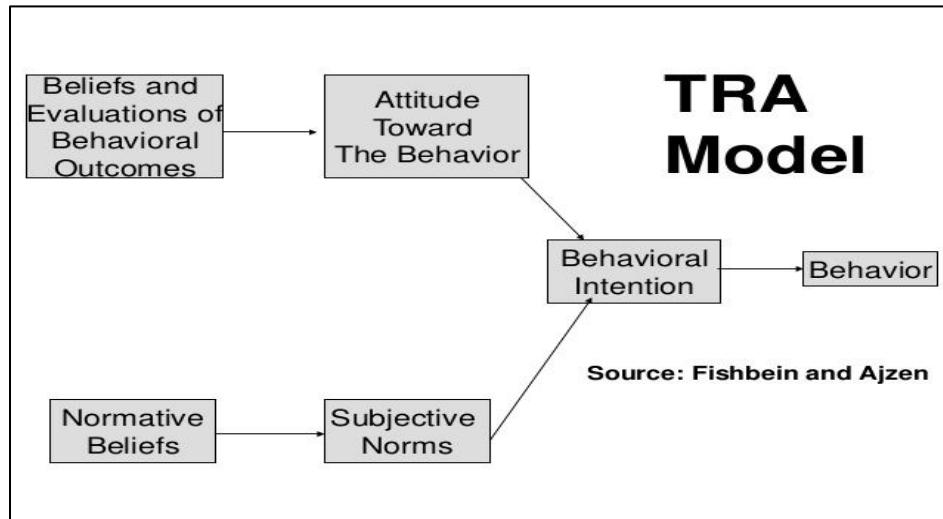 Beliefs and
Evaluations of
Behavioral
Outcomes
Attitude
Toward
The Behavior
TRA
Model
Behavioral
Intention
Behavior
Source: Fishbein and Ajzen
Normative
Beliefs
Subjective
Norms